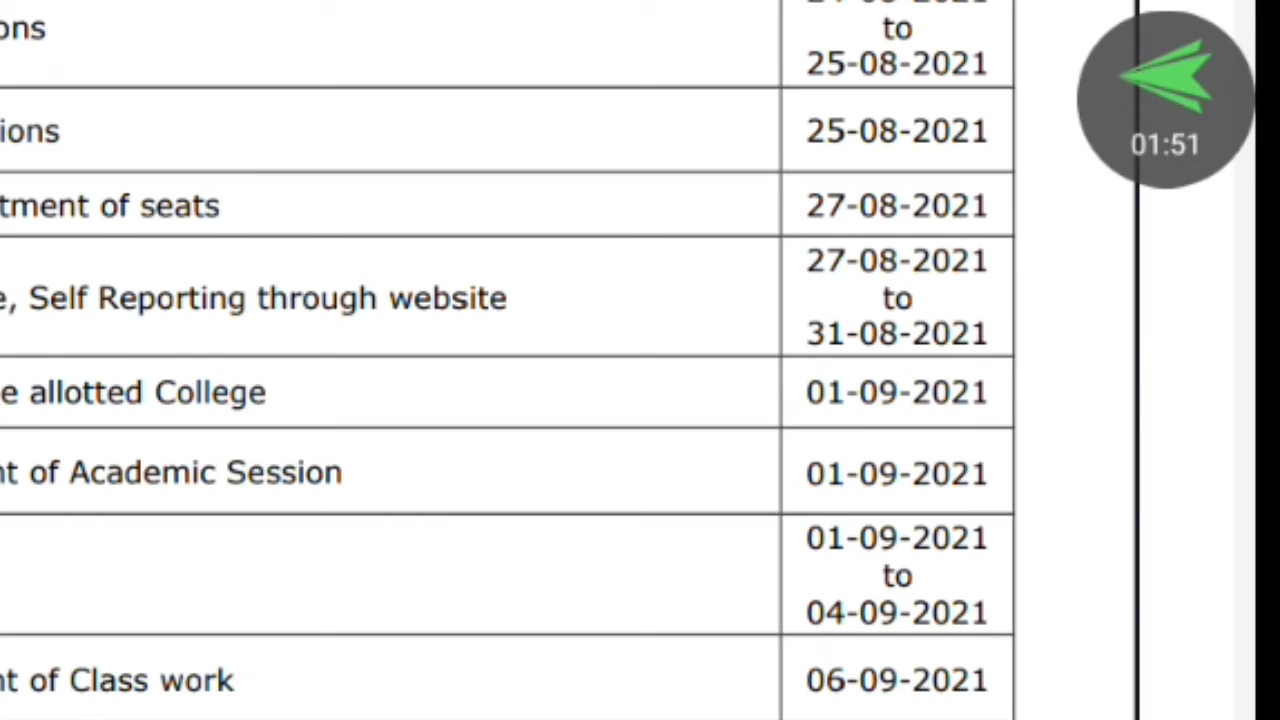 ons
to
25-08-2021
ions
25-08-2021
tment of seats
27-08-2021
e, Self Reporting through website
27-08-2021
to
31-08-2021
e allotted College
01-09-2021
nt of Academic Session
01-09-2021
01-09-2021
to
04-09-2021
nt of Class work
06-09-2021
01:51